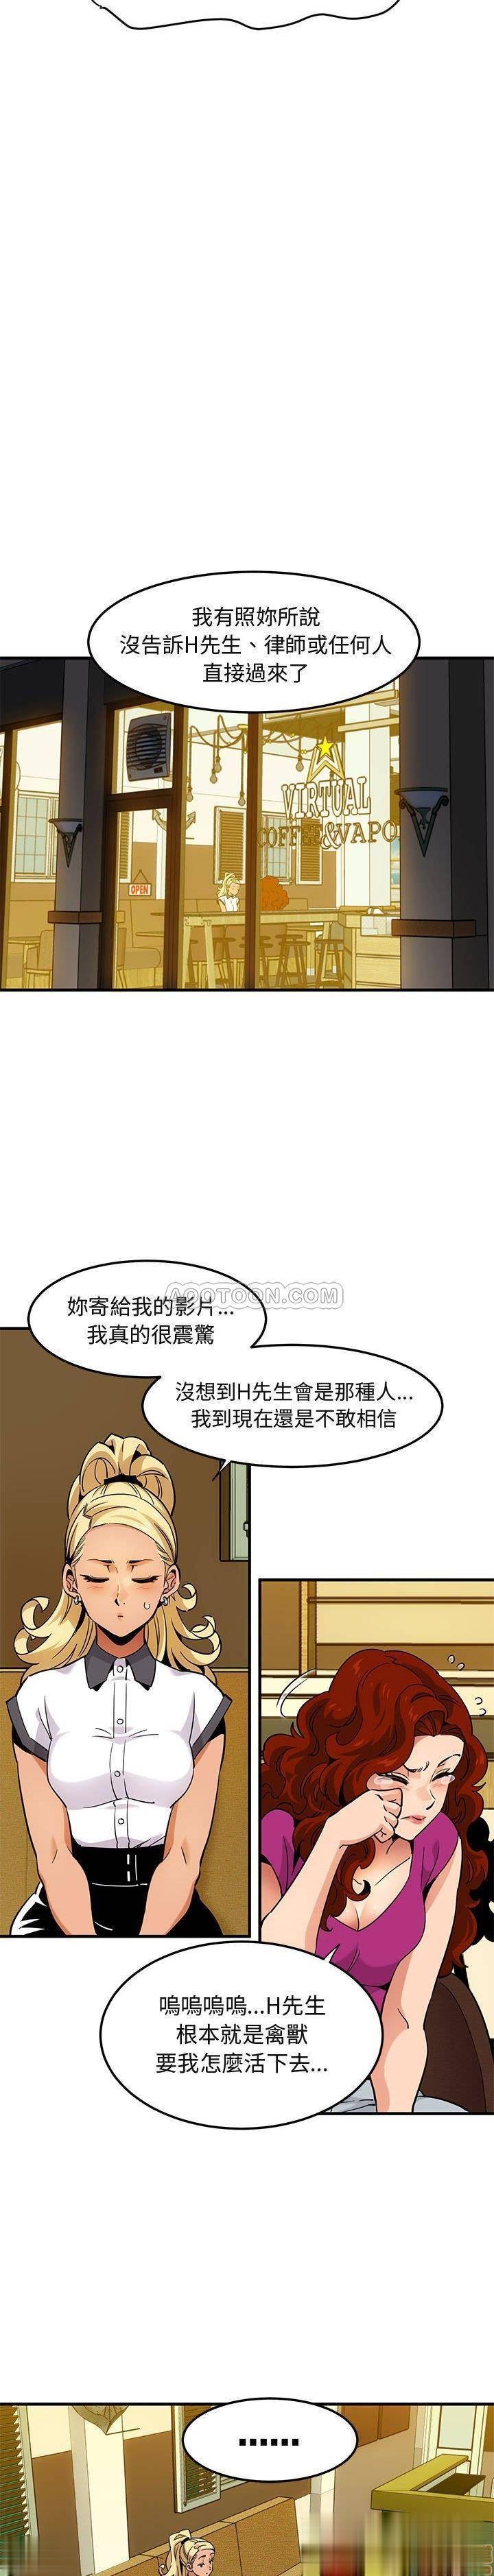 我有照妳所說
沒告訴H先生、律師或任何人
直接過來了
VIRTUAL
COFFEE&VAPO
OPEN
妳寄給我的影片...
我真的很震驚
沒想到H先生會是那種人...
我到現在還是不敢相信
嗚嗚嗚嗚...H先生
根本就是禽獸
要我怎麼活下去...
......